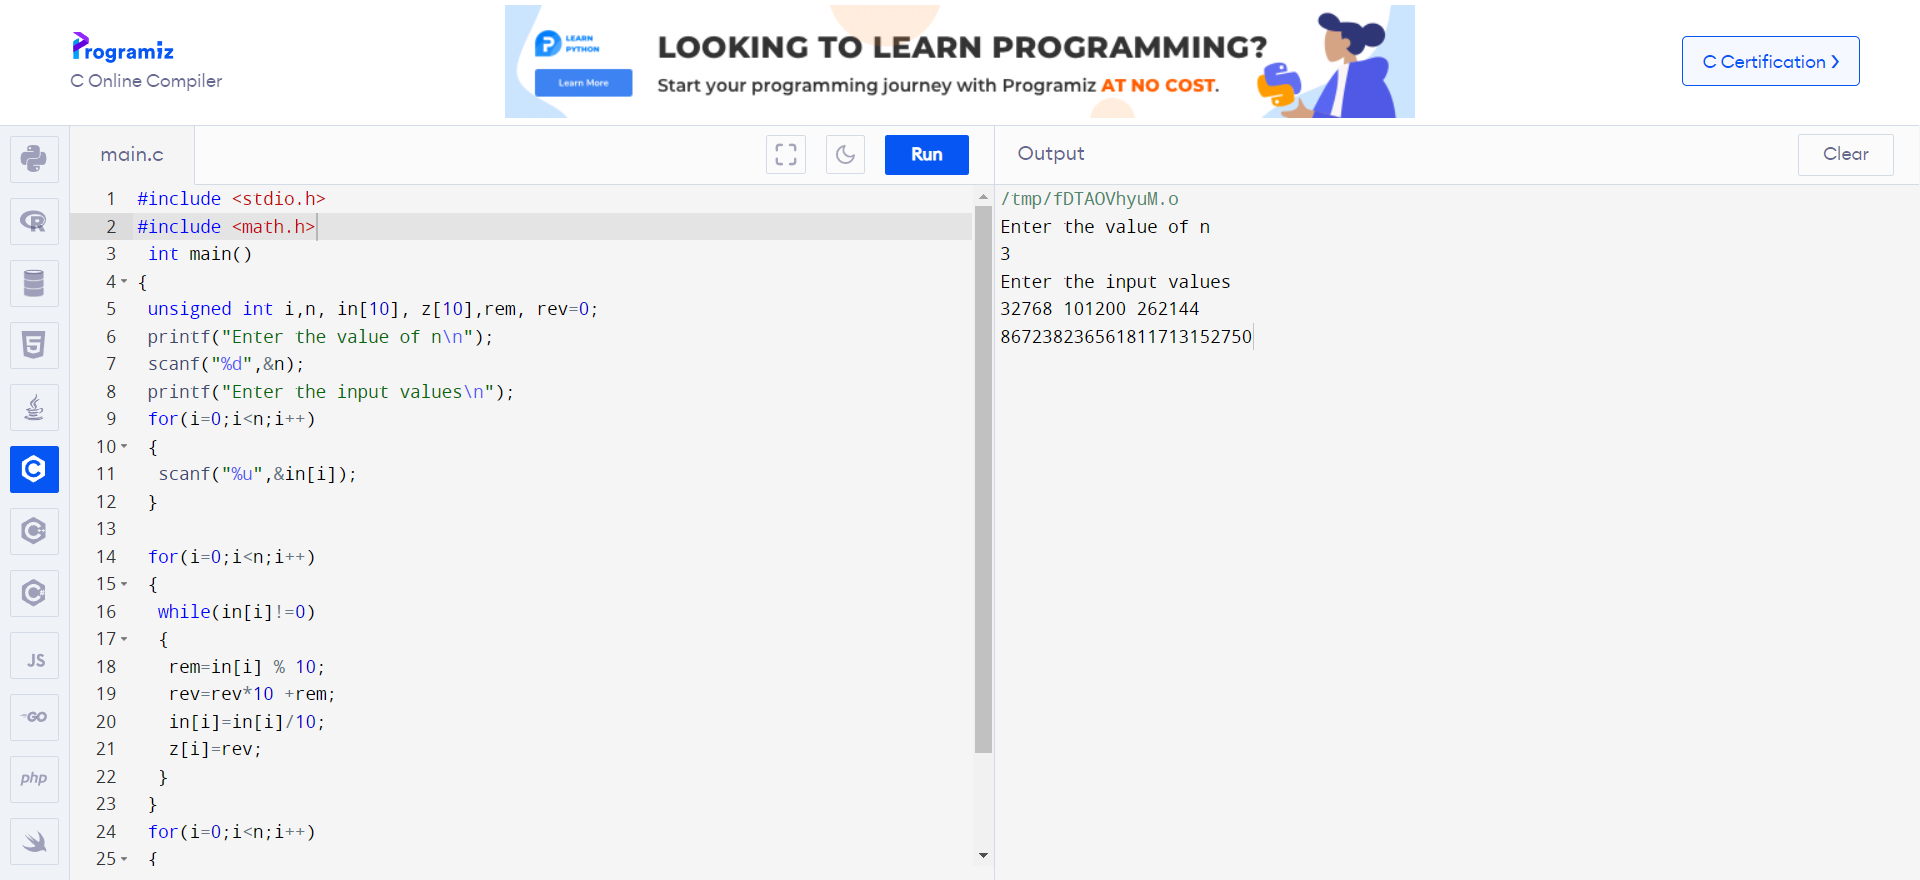 Programiz
C Online Compiler
LEARN
PYTHON
Learn More
LOOKING TO LEARN PROGRAMMING?
Start your programming journey with Programiz AT NO COST.
C Certification
main.c
Run
Output
Clear
1 #include <stdio.h>
2 #include <math.h>
3 int main()
4 {
5 unsigned int i,n, in[10], z[10],rem, rev=0;
6 printf("Enter the value of n\n");
7 scanf("%d",&n);
8 printf("Enter the input values\n");
9 for(i=0;i<n;i++)
10 {
11 scanf("%u",&in[i]);
12 }
13
14 for(i=0;i<n;i++)
15 {
16 while(in[i]!=0)
17 {
18 rem=in[i] % 10;
19 rev=rev*10 +rem;
20 in[i]=in[i]/10;
21 z[i]=rev;
22 }
23 }
24 for(i=0;i<n;i++)
25 {
/tmp/fDTAOVhyuM.o
Enter the value of n
3
Enter the input values
32768 101200 262144
867238236561811713152750
R
5
C
C
C
JS
GO
php